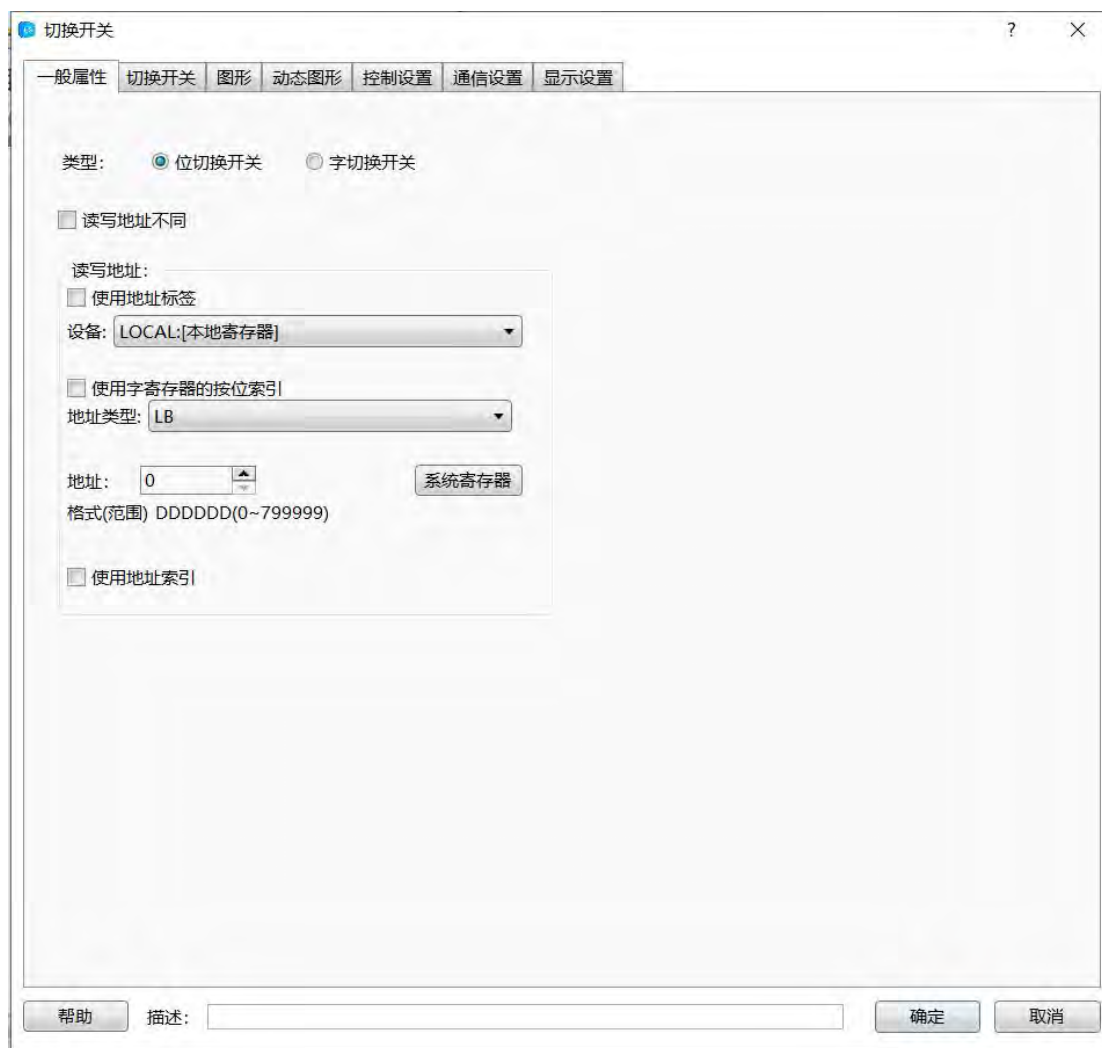 切换开关 ?
一般属性 切换开关 图形 动态图形 控制设置 通信设置 显示设置
类型: 位切换开关 字切换开关
读写地址不同
读写地址:
使用地址标签
设备: LOCAL:[本地寄存器]
使用字寄存器的按位索引
地址类型: LB
地址: 0 系统寄存器
格式(范围) DDDDDD(0~799999)
使用地址索引
帮助 描述: 确定 取消